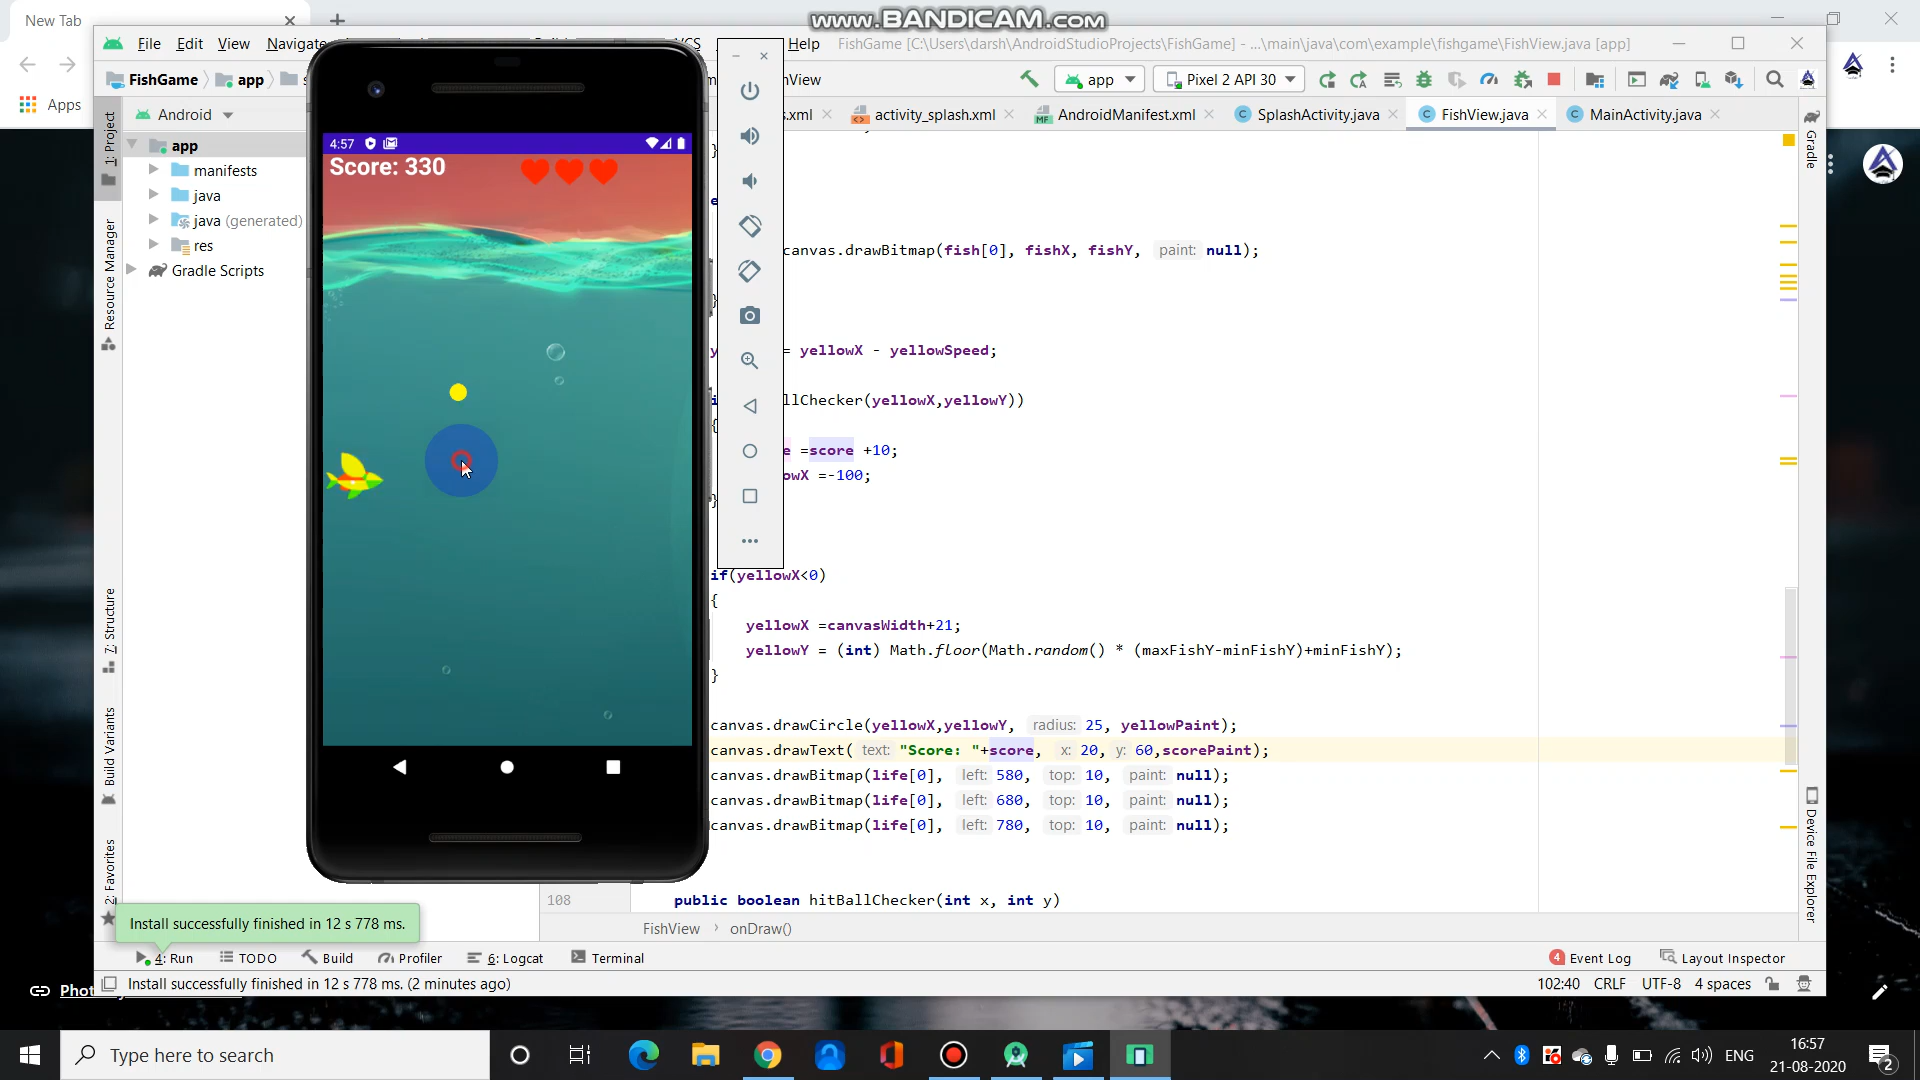 New Tab
www.BANDICAM.com
File Edit View Navigate
VCS
Help
FishGame [C:\Users\darsh\AndroidStudioProjects\FishGame] - ...\main\java\com\example\fishgame\FishView.java [app]
FishGame
app
app
Pixel 2 API 30
Apps
Android
activity_splash.xml
AndroidManifest.xml
SplashActivity.java
FishView.java
MainActivity.java
1: Project
Gradle
app
manifests
java
java (generated)
res
Gradle Scripts
Resource Manager
7: Structure
Build Variants
2: Favorites
Device File Explorer
4:57
Score: 330
canvas.drawBitmap(fish[0], fishX, fishY, paint: null);
= yellowX - yellowSpeed;
llChecker(yellowX,yellowY))
{
=score +10;
owX =-100;
if(yellowX<0)
{
yellowX =canvasWidth+21;
yellowY = (int) Math.floor(Math.random() * (maxFishY-minFishY)+minFishY);
}
canvas.drawCircle(yellowX,yellowY, radius: 25, yellowPaint);
canvas.drawText( text: "Score: "+score, x: 20, y: 60,scorePaint);
canvas.drawBitmap(life[0], left: 580, top: 10, paint: null);
canvas.drawBitmap(life[0], left: 680, top: 10, paint: null);
canvas.drawBitmap(life[0], left: 780, top: 10, paint: null);
108
public boolean hitBallChecker(int x, int y)
Install successfully finished in 12 s 778 ms.
FishView
onDraw()
4: Run
TODO
Build
Profiler
6: Logcat
Terminal
4 Event Log
Layout Inspector
Install successfully finished in 12 s 778 ms. (2 minutes ago)
102:40 CRLF UTF-8 4 spaces
Type here to search
ENG
16:57
21-08-2020
2